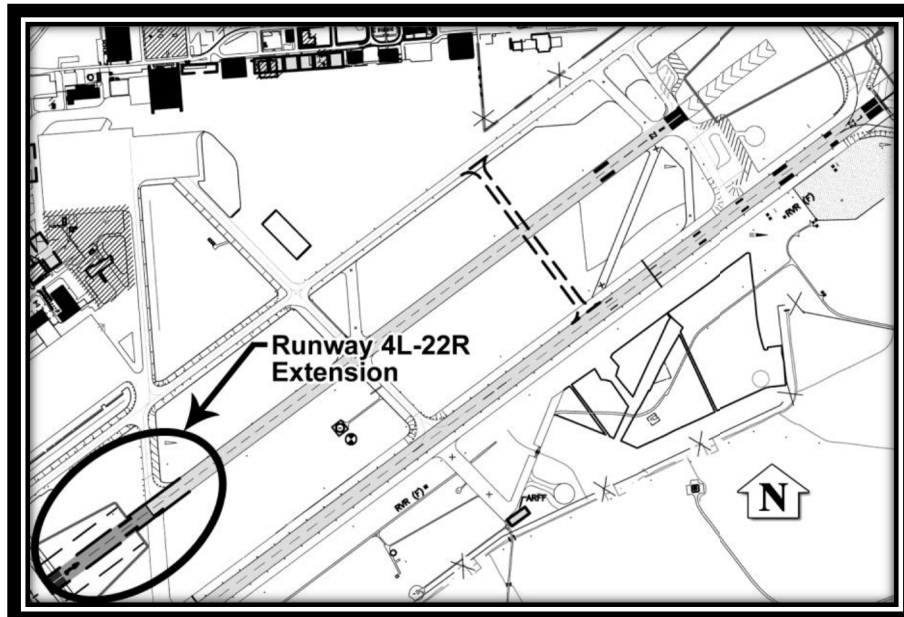 RVR (F)
Runway 4L-22R
Extension
RVR (F)
ARFF
N